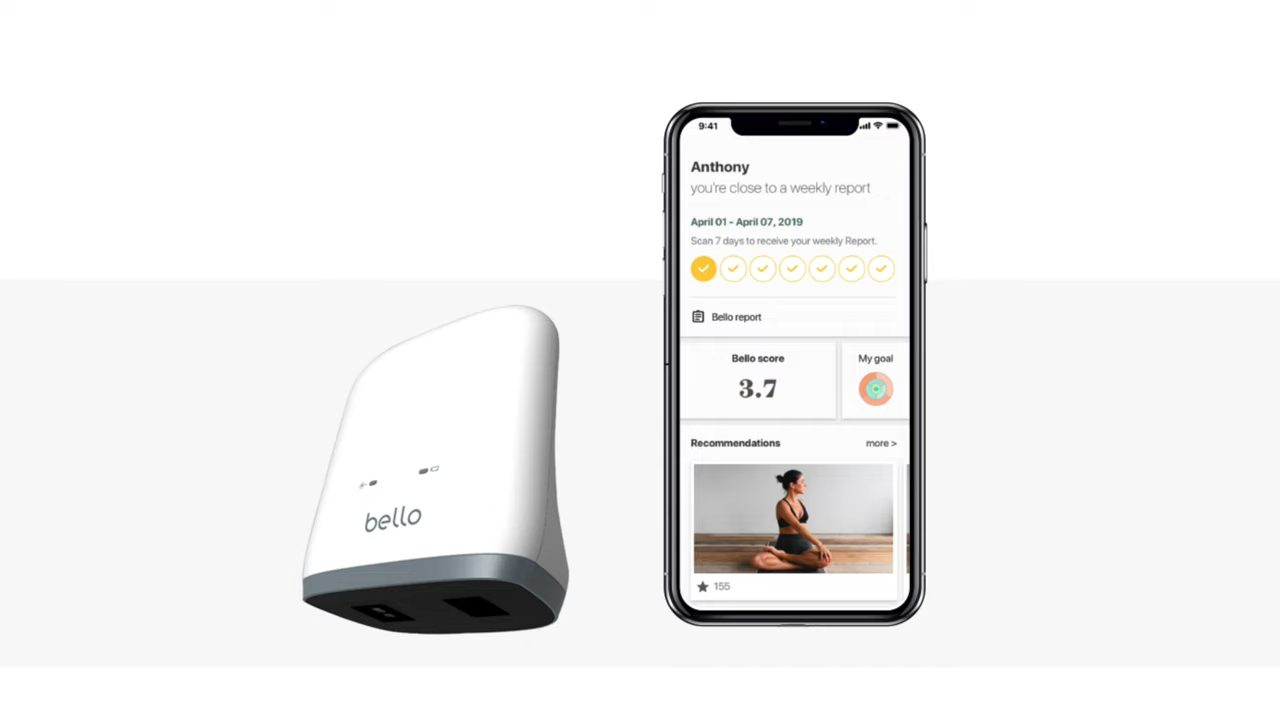 bello
9:41
Anthony
you're close to a weekly report
April 01 - April 07, 2019
Scan 7 days to receive your weekly Report.
Bello report
Bello score
My goal
3.7
Recommendations
more >
155